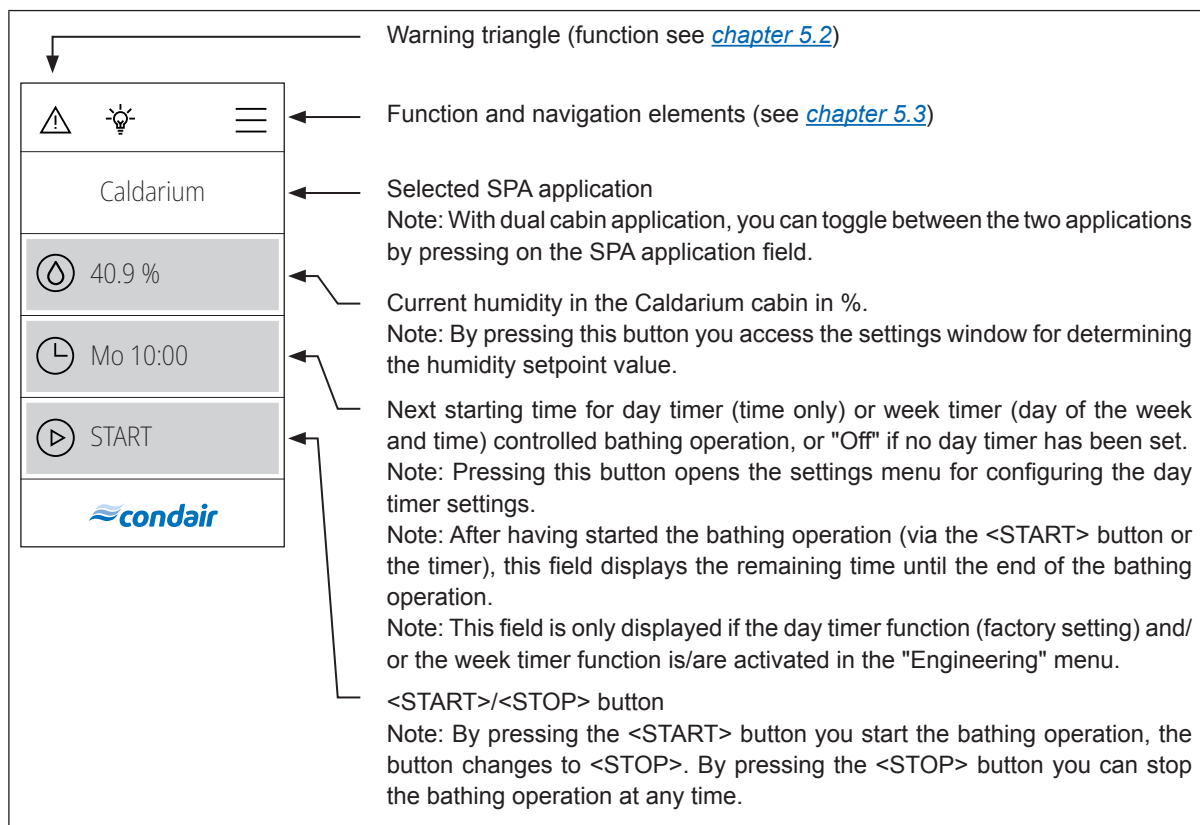 Warning triangle (function see chapter 5.2)
Function and navigation elements (see chapter 5.3)
Caldarium
Selected SPA application
Note: With dual cabin application, you can toggle between the two applications
by pressing on the SPA application field.
40.9 %
Current humidity in the Caldarium cabin in %.
Note: By pressing this button you access the settings window for determining
the humidity setpoint value.
Mo 10:00
Next starting time for day timer (time only) or week timer (day of the week
and time) controlled bathing operation, or "Off" if no day timer has been set.
Note: Pressing this button opens the settings menu for configuring the day
timer settings.
Note: After having started the bathing operation (via the <START> button or
the timer), this field displays the remaining time until the end of the bathing
operation.
Note: This field is only displayed if the day timer function (factory setting) and/
or the week timer function is/are activated in the "Engineering" menu.
START
<START>/<STOP> button
Note: By pressing the <START> button you start the bathing operation, the
button changes to <STOP>. By pressing the <STOP> button you can stop
the bathing operation at any time.
condair